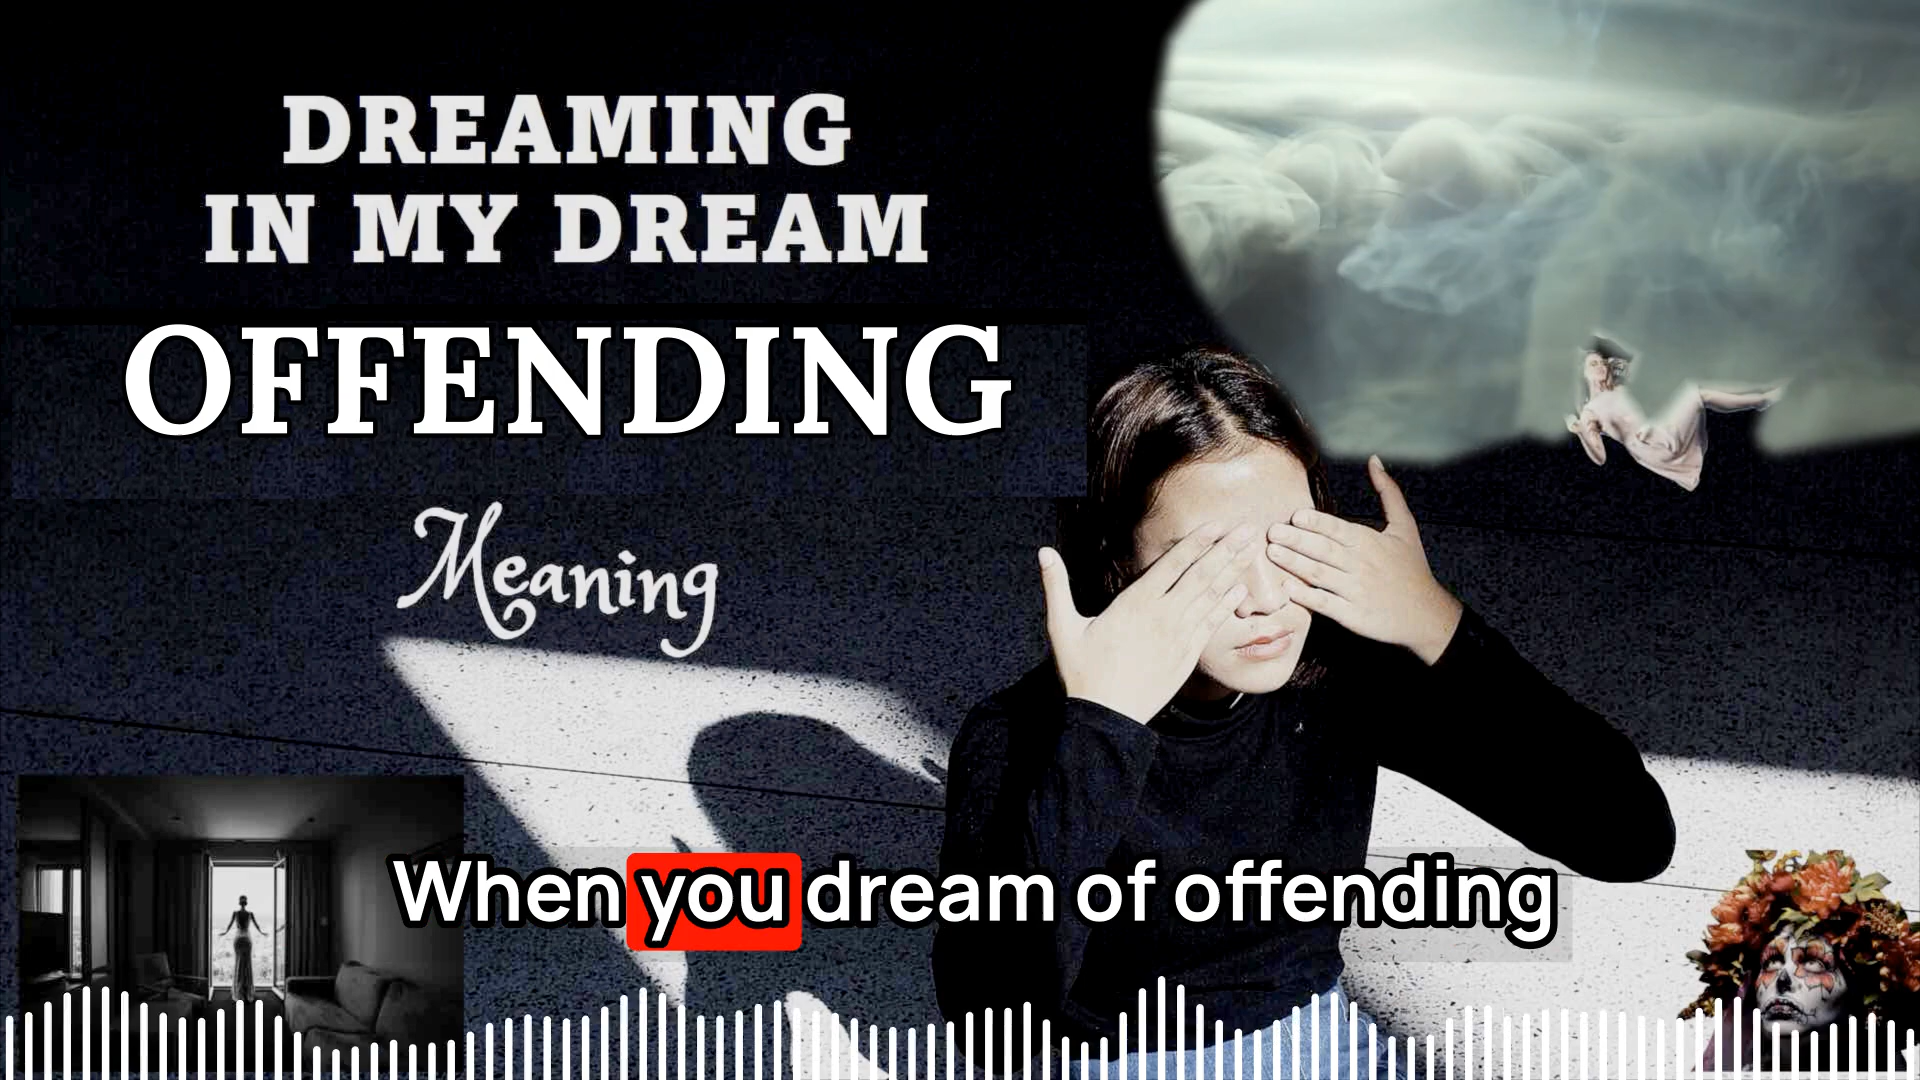 DREAMING
IN MY DREAM
OFFENDING
Meaning
When you dream of offending